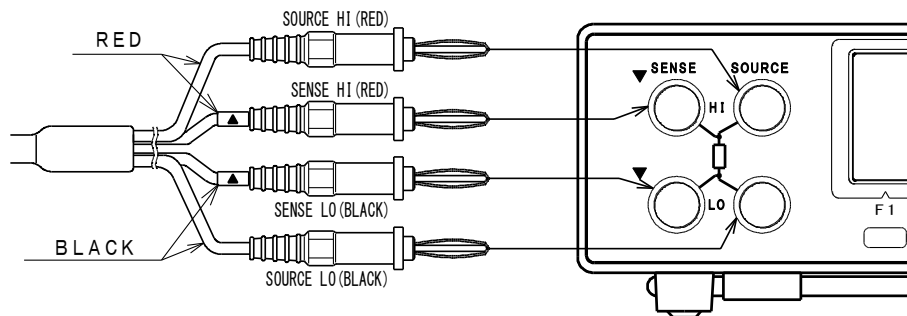 SOURCE HI(RED)
RED
SENSE HI(RED)
▼ SENSE SOURCE
HI
▲
▲
▼
LO
SENSE LO(BLACK)
F1
BLACK
SOURCE LO(BLACK)